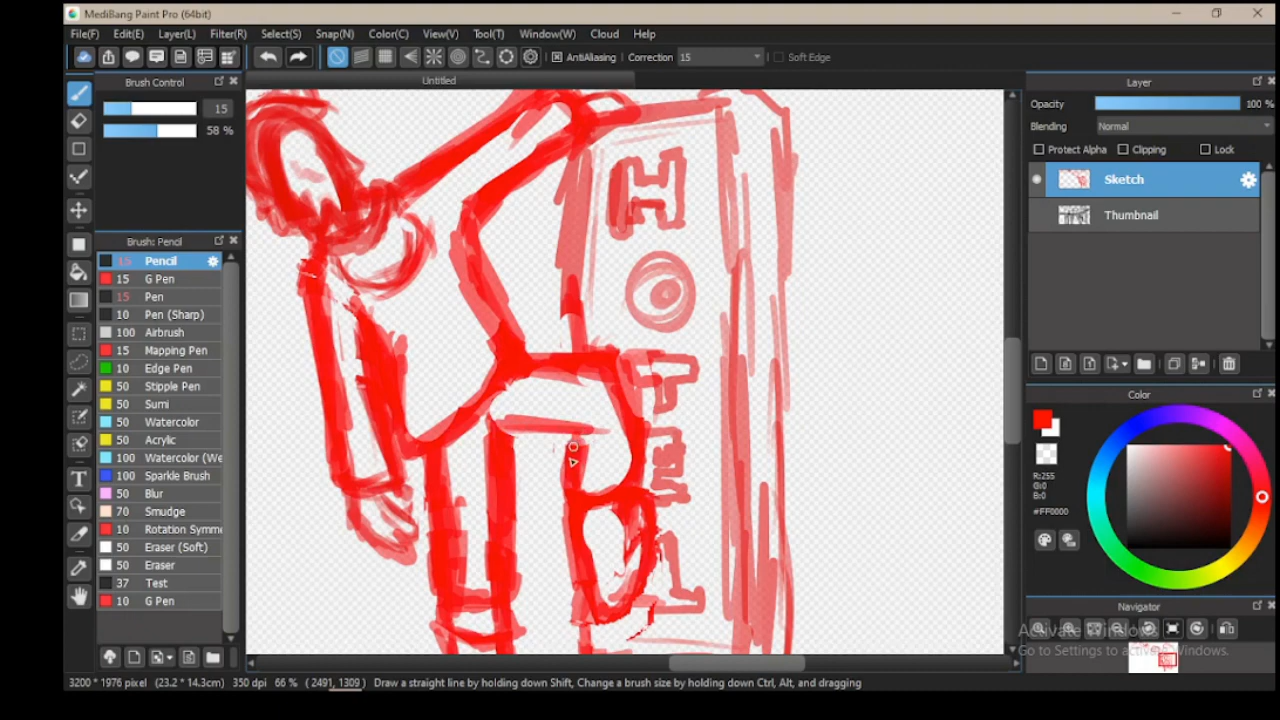 MediBang Paint Pro (64bit)
File(F) Edit(E) Layer(L) Filter(R) Select(S) Snap(N) Color(C) View(V) Tool(T) Window(W) Cloud Help
AntiAliasing Correction 15 Soft Edge
Brush Control
Untitled
Layer
15
58 %
Opacity 100 %
Blending Normal
Protect Alpha Clipping Lock
Sketch
Thumbnail
Brush: Pencil
15 Pencil
15 G Pen
15 Pen
10 Pen (Sharp)
100 Airbrush
15 Mapping Pen
10 Edge Pen
50 Stipple Pen
50 Sumi
50 Watercolor
50 Acrylic
100 Watercolor (We
100 Sparkle Brush
50 Blur
70 Smudge
10 Rotation Symme
50 Eraser (Soft)
50 Eraser
37 Test
10 G Pen
H
O
T
E
L
Color
R:255
G:0
B:0
#FF0000
Navigator
Activate Windows
Go to Settings to activate Windows.
3200 * 1976 pixel (23.2 * 14.3cm) 350 dpi 66 % ( 2491, 1309 ) Draw a straight line by holding down Shift, Change a brush size by holding down Ctrl, Alt, and dragging